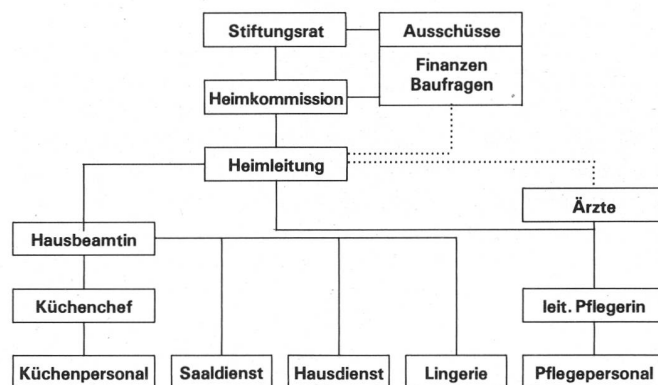 Stiftungsrat
Ausschüsse
Finanzen
Baufragen
Heimkommission
Heimleitung
Ärzte
Hausbeamtin
Küchenchef
leit. Pflegerin
Küchenpersonal
Saaldienst
Hausdienst
Lingerie
Pflegepersonal